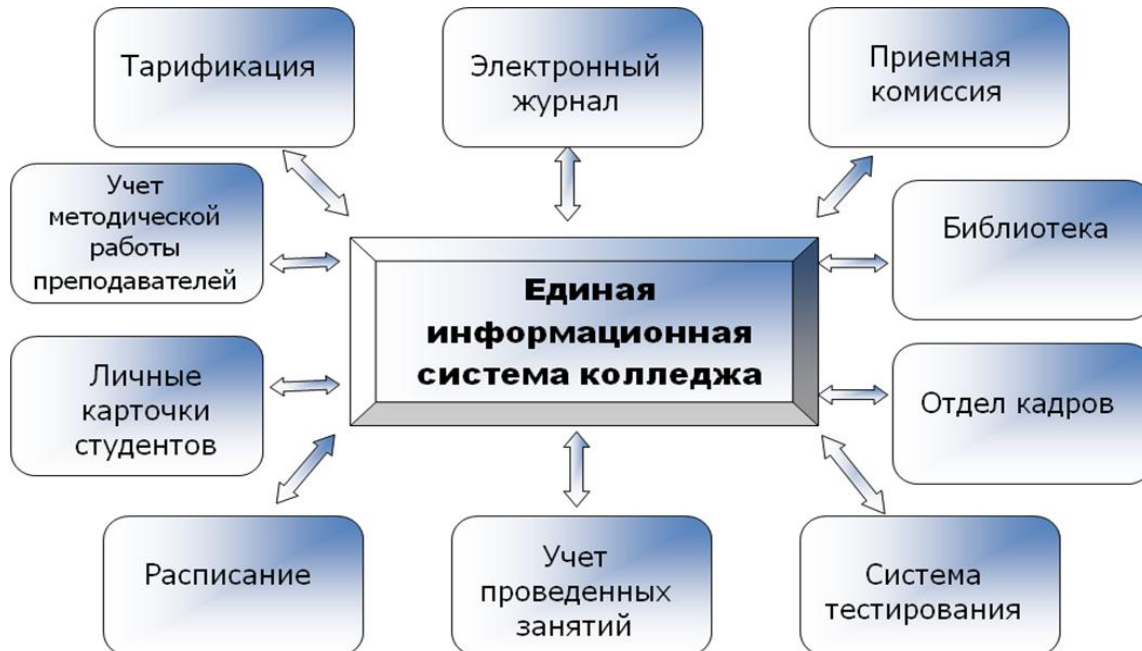 Тарификация
Электронный
журнал
Приемная
комиссия
Учет
методической
работы
преподавателей
Библиотека
Единая
информационная
система колледжа
Личные
карточки
студентов
Отдел кадров
Расписание
Учет
проведенных
занятий
Система
тестирования